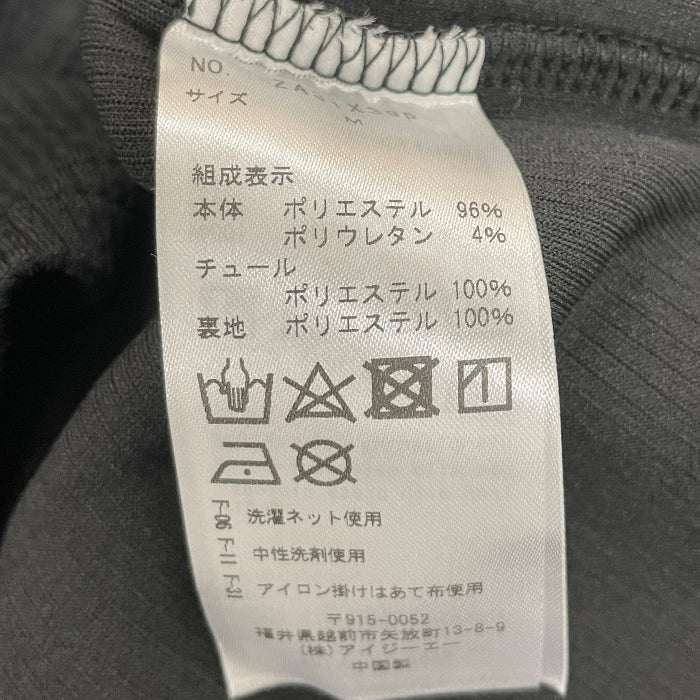 NO.
サイズ M
組成表示
本体 ポリエステル 96%
ポリウレタン 4%
チュール
ポリエステル 100%
裏地 ポリエステル 100%
洗濯ネット使用
中性洗剤使用
アイロン掛けはあて布使用
〒915-0052
福井県越前市矢放町13-8-9
(株)アイジーエー
中国製